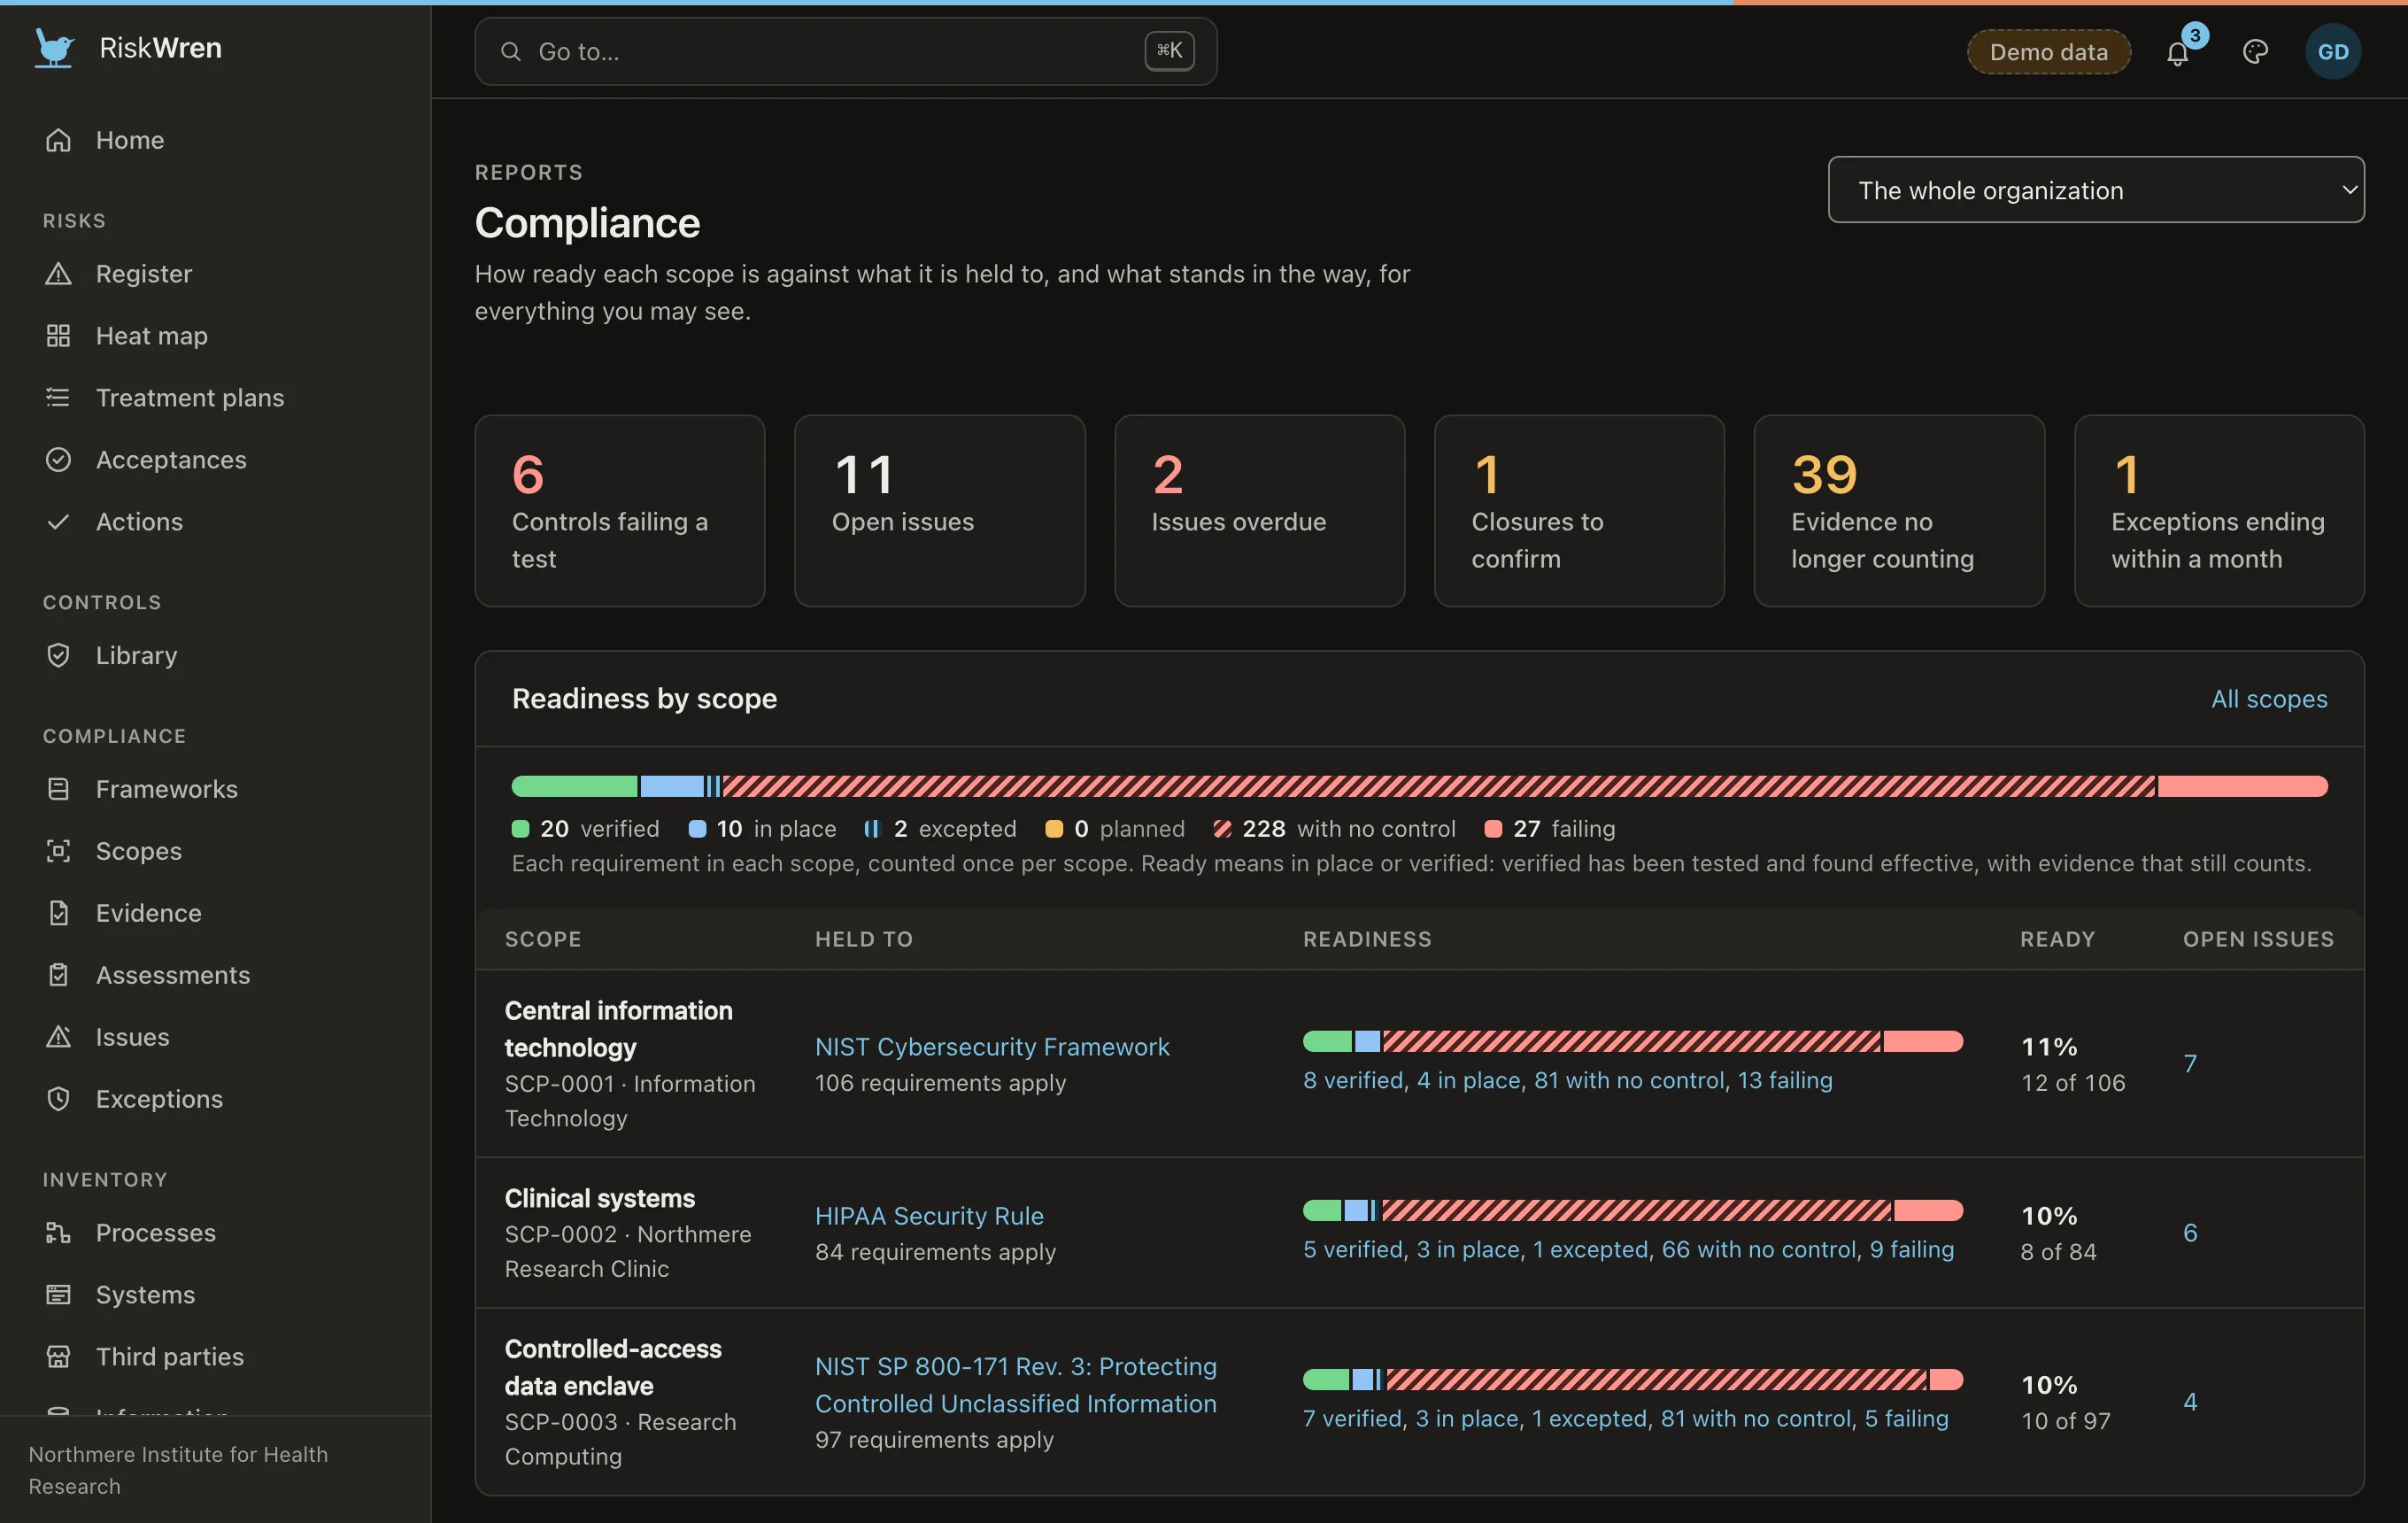 RiskWren
Go to...
⌘K
Demo data
3
GD
Home
RISKS
Register
Heat map
Treatment plans
Acceptances
Actions
CONTROLS
Library
COMPLIANCE
Frameworks
Scopes
Evidence
Assessments
Issues
Exceptions
INVENTORY
Processes
Systems
Third parties
Information
Northmere Institute for Health
Research
REPORTS
Compliance
How ready each scope is against what it is held to, and what stands in the way, for
everything you may see.
The whole organization
6
Controls failing a
test
11
Open issues
2
Issues overdue
1
Closures to
confirm
39
Evidence no
longer counting
1
Exceptions ending
within a month
Readiness by scope
All scopes
20 verified 10 in place 2 excepted 0 planned 228 with no control 27 failing
Each requirement in each scope, counted once per scope. Ready means in place or verified: verified has been tested and found effective, with evidence that still counts.
SCOPE HELD TO READINESS READY OPEN ISSUES
Central information
technology
SCP-0001 · Information
Technology
NIST Cybersecurity Framework
106 requirements apply
8 verified, 4 in place, 81 with no control, 13 failing
11%
12 of 106
7
Clinical systems
SCP-0002 · Northmere
Research Clinic
HIPAA Security Rule
84 requirements apply
5 verified, 3 in place, 1 excepted, 66 with no control, 9 failing
10%
8 of 84
6
Controlled-access
data enclave
SCP-0003 · Research
Computing
NIST SP 800-171 Rev. 3: Protecting
Controlled Unclassified Information
97 requirements apply
7 verified, 3 in place, 1 excepted, 81 with no control, 5 failing
10%
10 of 97
4